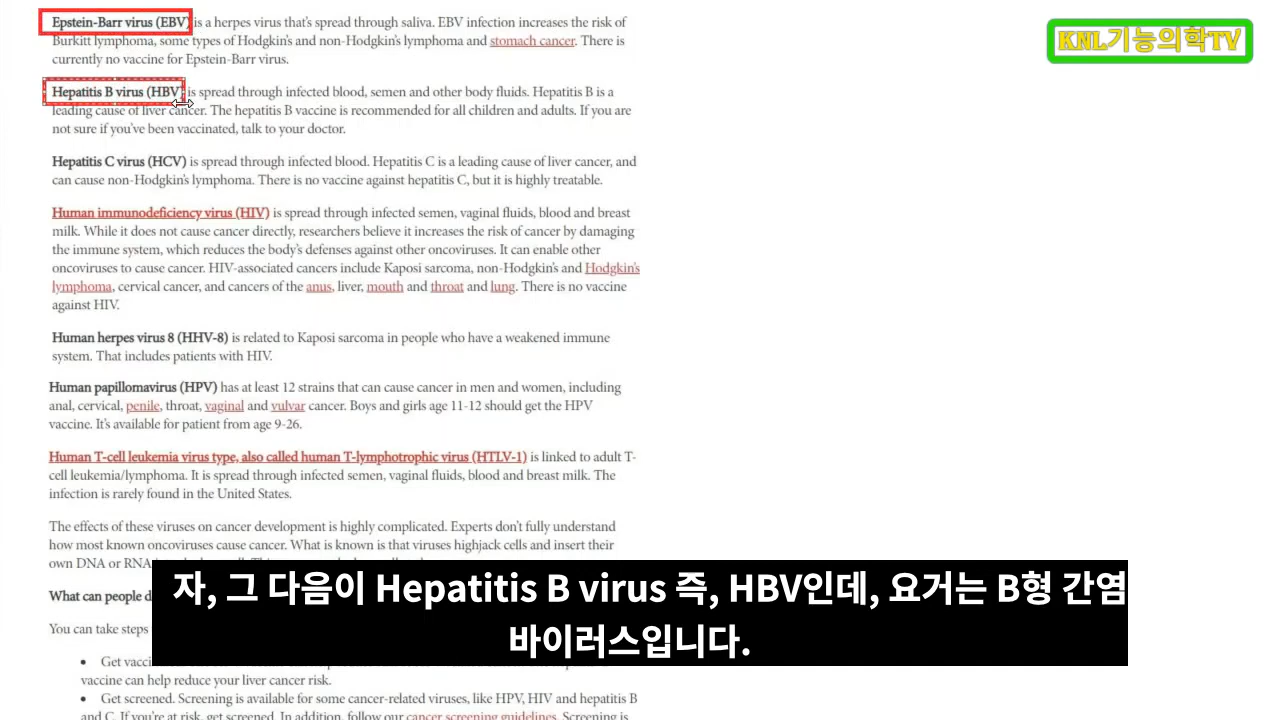 Epstein-Barr virus (EBV) is a herpes virus that's spread through saliva. EBV infection increases the risk of
Burkitt lymphoma, some types of Hodgkin's and non-Hodgkin's lymphoma and stomach cancer. There is
currently no vaccine for Epstein-Barr virus.
KNL기능의학TV
Hepatitis B virus (HBV) is spread through infected blood, semen and other body fluids. Hepatitis B is a
leading cause of liver cancer. The hepatitis B vaccine is recommended for all children and adults. If you are
not sure if you've been vaccinated, talk to your doctor.
Hepatitis C virus (HCV) is spread through infected blood. Hepatitis C is a leading cause of liver cancer, and
can cause non-Hodgkin's lymphoma. There is no vaccine against hepatitis C, but it is highly treatable.
Human immunodeficiency virus (HIV) is spread through infected semen, vaginal fluids, blood and breast
milk. While it does not cause cancer directly, researchers believe it increases the risk of cancer by damaging
the immune system, which reduces the body's defenses against other oncoviruses. It can enable other
oncoviruses to cause cancer. HIV-associated cancers include Kaposi sarcoma, non-Hodgkin's and Hodgkin's
lymphoma, cervical cancer, and cancers of the anus, liver, mouth and throat and lung. There is no vaccine
against HIV.
Human herpes virus 8 (HHV-8) is related to Kaposi sarcoma in people who have a weakened immune
system. That includes patients with HIV.
Human papillomavirus (HPV) has at least 12 strains that can cause cancer in men and women, including
anal, cervical, penile, throat, vaginal and vulvar cancer. Boys and girls age 11-12 should get the HPV
vaccine. It's available for patient from age 9-26.
Human T-cell leukemia virus type, also called human T-lymphotrophic virus (HTLV-1) is linked to adult T-
cell leukemia/lymphoma. It is spread through infected semen, vaginal fluids, blood and breast milk. The
infection is rarely found in the United States.
The effects of these viruses on cancer development is highly complicated. Experts don't fully understand
how most known oncoviruses cause cancer. What is known is that viruses highjack cells and insert their
own DNA or RNA
What can people d
You can take steps
• Get vacci
vaccine can help reduce your liver cancer risk.
• Get screened. Screening is available for some cancer-related viruses, like HPV, HIV and hepatitis B
and C. If you're at risk, get screened. In addition, follow our cancer screening guidelines. Screening is
자, 그 다음이 Hepatitis B virus 즉, HBV인데, 요거는 B형 간염
바이러스입니다.